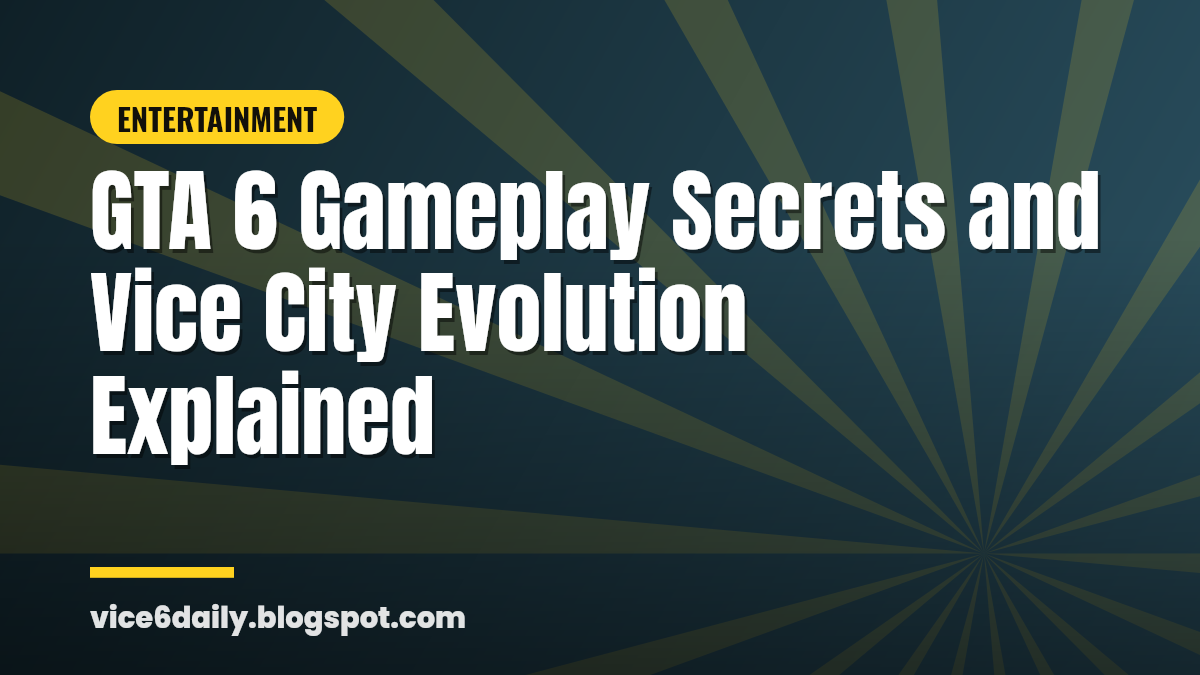 ENTERTAINMENT
GTA 6 Gameplay Secrets and
Vice City Evolution
Explained
vice6daily.blogspot.com